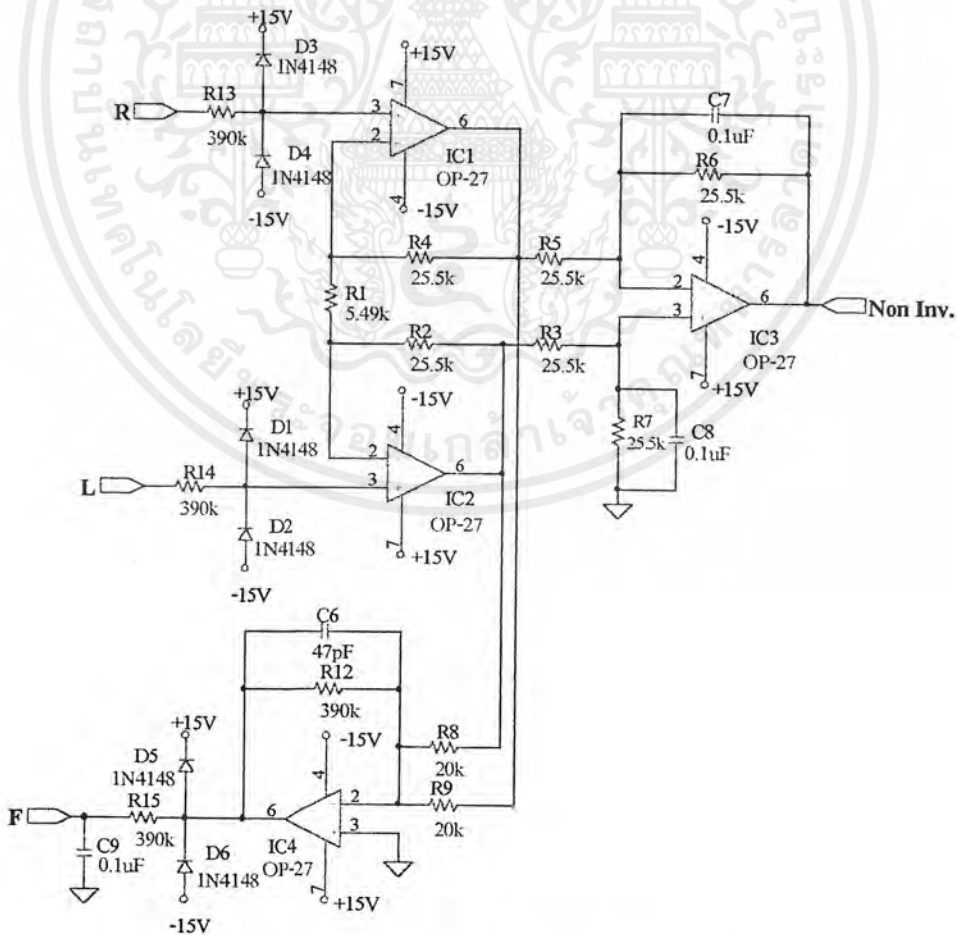 +15V
D3
1N4148
R
R13
390k
D4
1N4148
-15V
+15V
7
3
2
6
IC1
OP-27
4
-15V
C7
0.1uF
R6
25.5k
-15V
4
R4
25.5k
R5
25.5k
R1
5.49k
R2
25.5k
R3
25.5k
2
3
6
Non Inv.
IC3
OP-27
7
+15V
+15V
D1
1N4148
-15V
4
2
3
6
IC2
OP-27
7
+15V
L
R14
390k
D2
1N4148
-15V
R7
25.5k
C8
0.1uF
C6
47pF
R12
390k
+15V
D5
1N4148
-15V
4
R8
20k
R9
20k
F
R15
390k
6
2
3
C9
0.1uF
D6
1N4148
IC4
OP-27
7
+15V
-15V